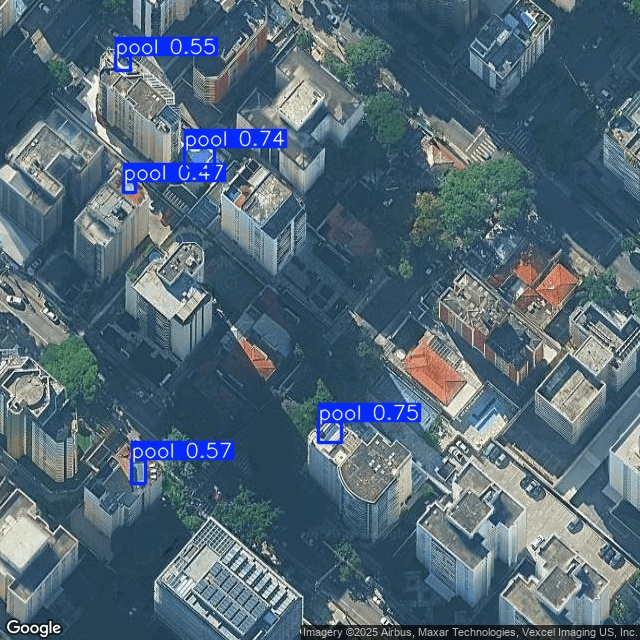 pool 0.55
pool 0.74
pool 0.47
pool 0.75
pool 0.57
Google
Imagery ©2025 Airbus, Maxar Technologies, Vexcel Imaging US, Inc.